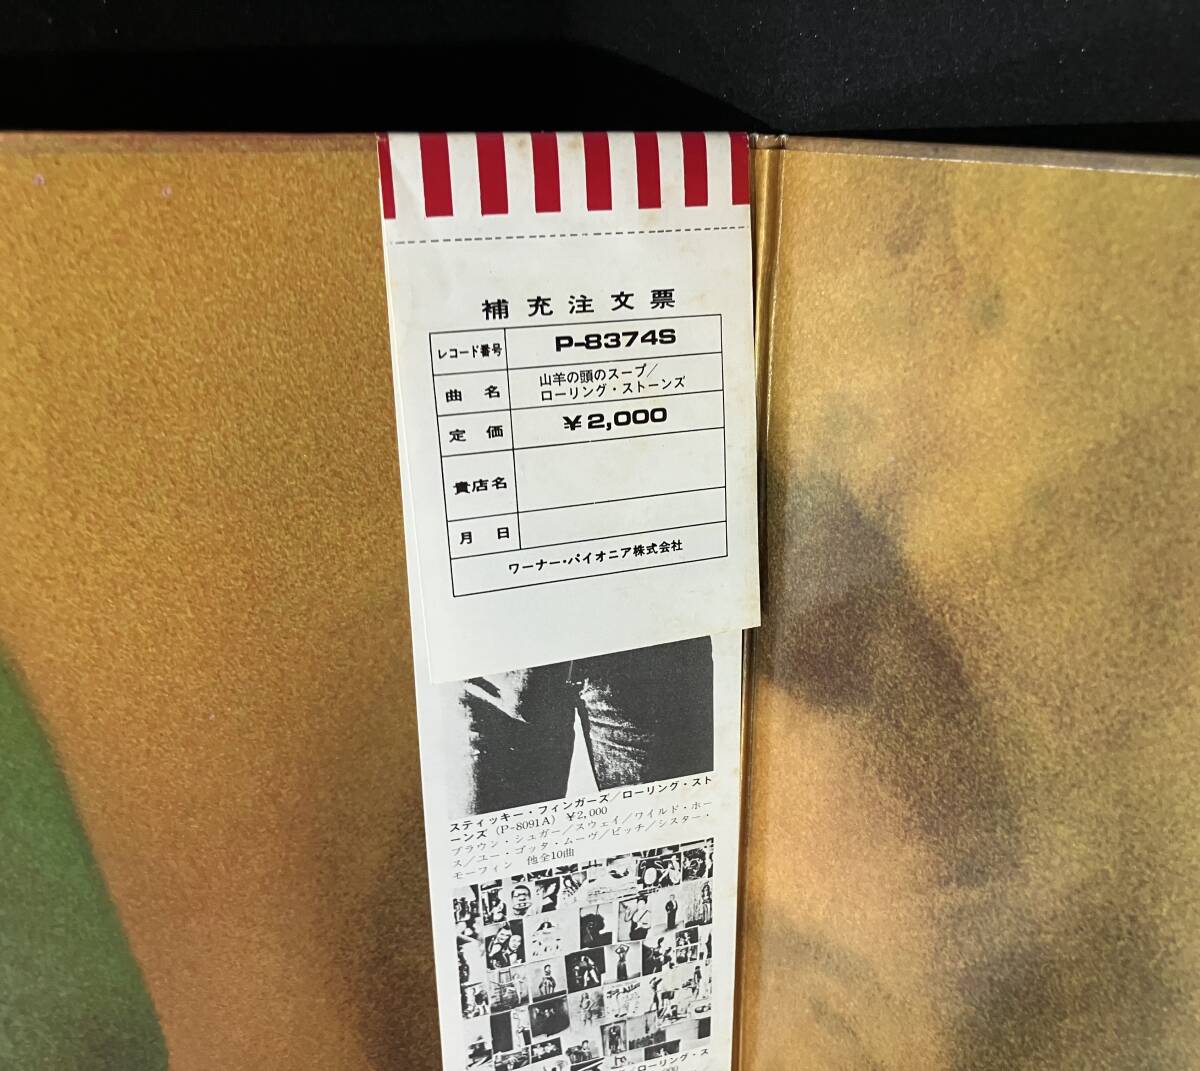 補充注文票
レコード番号 P-8374S
曲名 山羊の頭のスープ/
ローリング・ストーンズ
定価 ¥2,000
貴店名
月日
ワーナー・パイオニア株式会社
スティッキー・フィンガーズ/ローリング・スト
ーンズ(P-8091A) ¥2,000
ブラウン・シュガー/スウェイ/ワイルド・ホー
ス/ユー・ゴッタ・ムーヴ/ビッチ/シスター・
モーフィン 他全10曲
/ローリング・ス